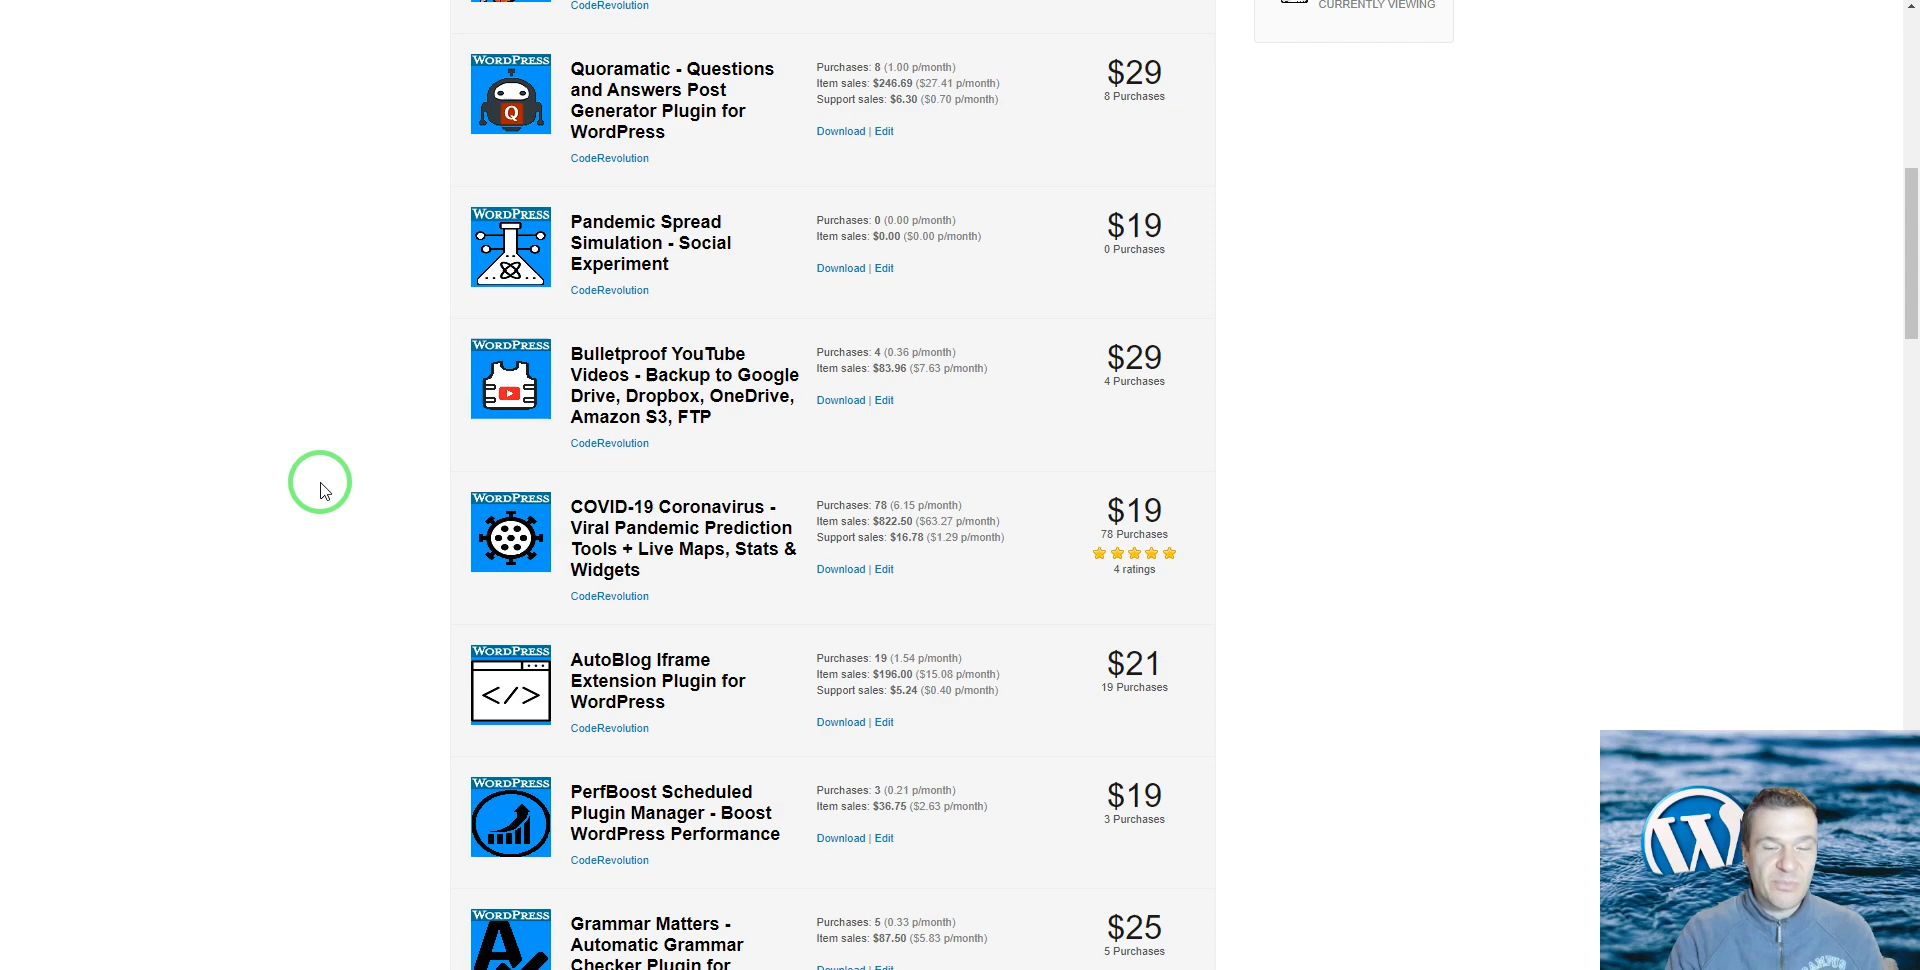 CodeRevolution
CURRENTLY VIEWING
WORDPRESS
Q
Quoramatic - Questions
and Answers Post
Generator Plugin for
WordPress
CodeRevolution
Purchases: 8 (1.00 p/month)
Item sales: $246.69 ($27.41 p/month)
Support sales: $6.30 ($0.70 p/month)
Download | Edit
$29
8 Purchases
WORDPRESS
Pandemic Spread
Simulation - Social
Experiment
CodeRevolution
Purchases: 0 (0.00 p/month)
Item sales: $0.00 ($0.00 p/month)
Download | Edit
$19
0 Purchases
WORDPRESS
Bulletproof YouTube
Videos - Backup to Google
Drive, Dropbox, OneDrive,
Amazon S3, FTP
CodeRevolution
Purchases: 4 (0.36 p/month)
Item sales: $83.96 ($7.63 p/month)
Download | Edit
$29
4 Purchases
WORDPRESS
COVID-19 Coronavirus -
Viral Pandemic Prediction
Tools + Live Maps, Stats &
Widgets
CodeRevolution
Purchases: 78 (6.15 p/month)
Item sales: $822.50 ($63.27 p/month)
Support sales: $16.78 ($1.29 p/month)
Download | Edit
$19
78 Purchases
4 ratings
WORDPRESS
</>
AutoBlog Iframe
Extension Plugin for
WordPress
CodeRevolution
Purchases: 19 (1.54 p/month)
Item sales: $196.00 ($15.08 p/month)
Support sales: $5.24 ($0.40 p/month)
Download | Edit
$21
19 Purchases
WORDPRESS
PerfBoost Scheduled
Plugin Manager - Boost
WordPress Performance
CodeRevolution
Purchases: 3 (0.21 p/month)
Item sales: $36.75 ($2.63 p/month)
Download | Edit
$19
3 Purchases
WORDPRESS
A
Grammar Matters -
Automatic Grammar
Checker Plugin for
Purchases: 5 (0.33 p/month)
Item sales: $87.50 ($5.83 p/month)
Download | Edit
$25
5 Purchases
W
CAMPUS